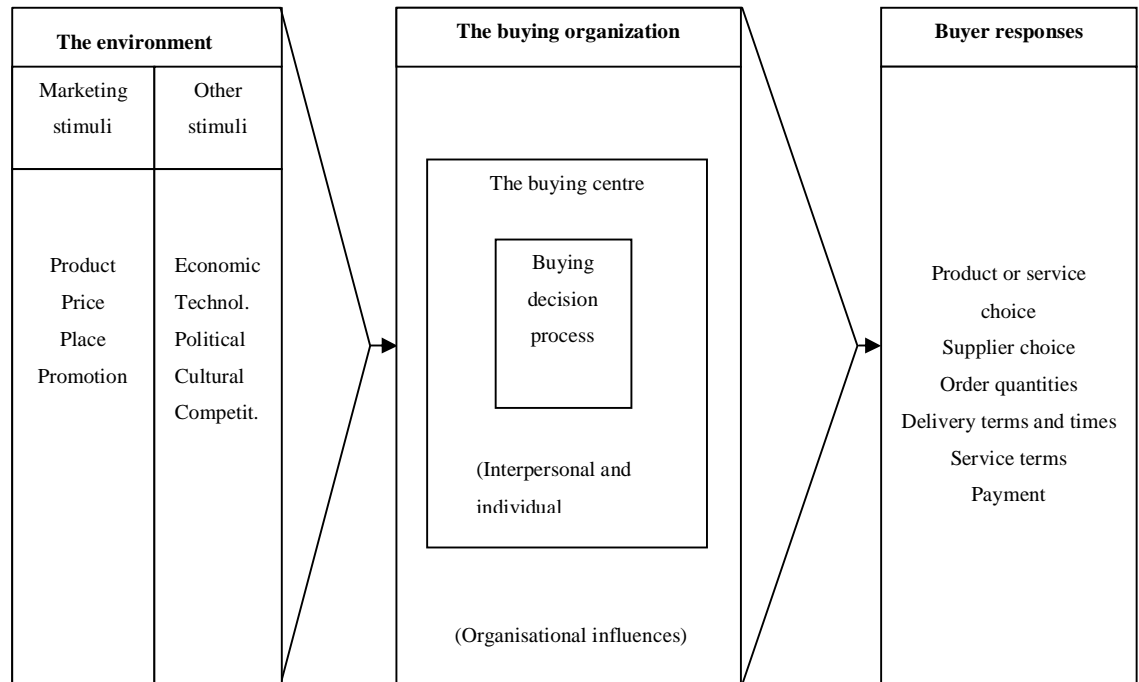 The environment
Marketing
stimuli
Other
stimuli
Product
Price
Place
Promotion
Economic
Technol.
Political
Cultural
Competit.
The buying organization
The buying centre
Buying
decision
process
(Interpersonal and
individual
(Organisational influences)
Buyer responses
Product or service
choice
Supplier choice
Order quantities
Delivery terms and times
Service terms
Payment